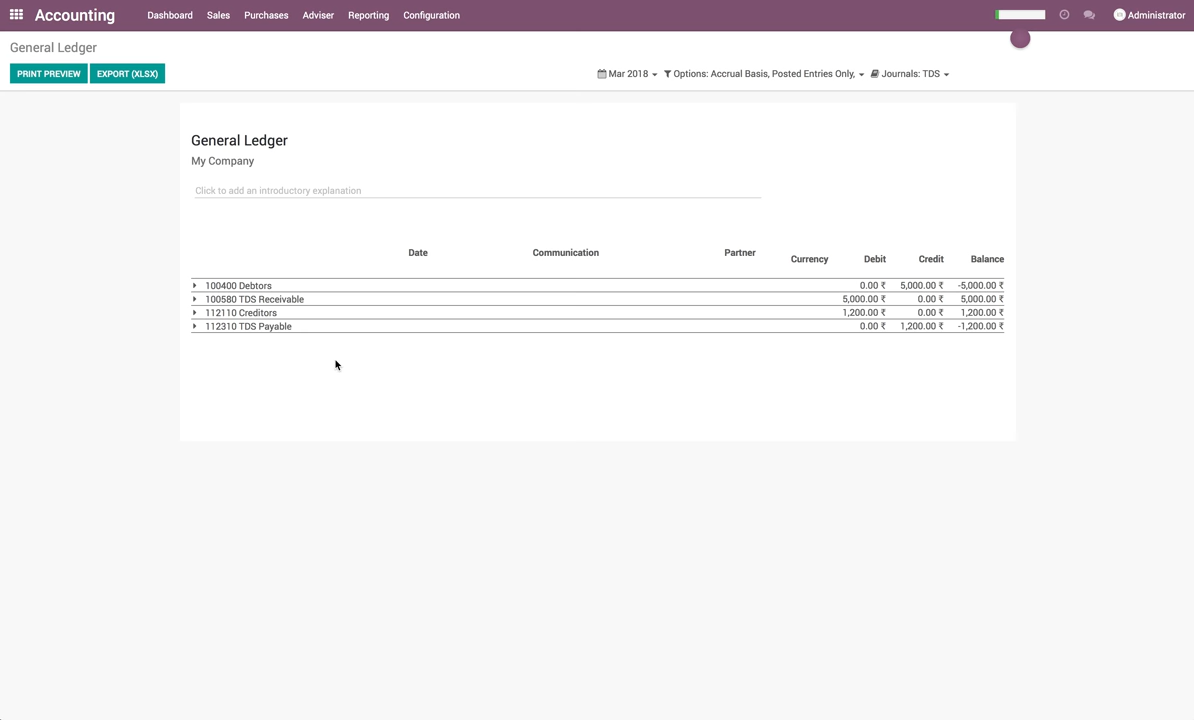 Accounting Dashboard Sales Purchases Adviser Reporting Configuration Administrator
General Ledger
PRINT PREVIEW EXPORT (XLSX) Mar 2018 Options: Accrual Basis, Posted Entries Only, Journals: TDS
General Ledger
My Company
Click to add an introductory explanation
Date Communication Partner Currency Debit Credit Balance
100400 Debtors 0.00 ₹ 5,000.00 ₹ -5,000.00 ₹
100580 TDS Receivable 5,000.00 ₹ 0.00 ₹ 5,000.00 ₹
112110 Creditors 1,200.00 ₹ 0.00 ₹ 1,200.00 ₹
112310 TDS Payable 0.00 ₹ 1,200.00 ₹ -1,200.00 ₹